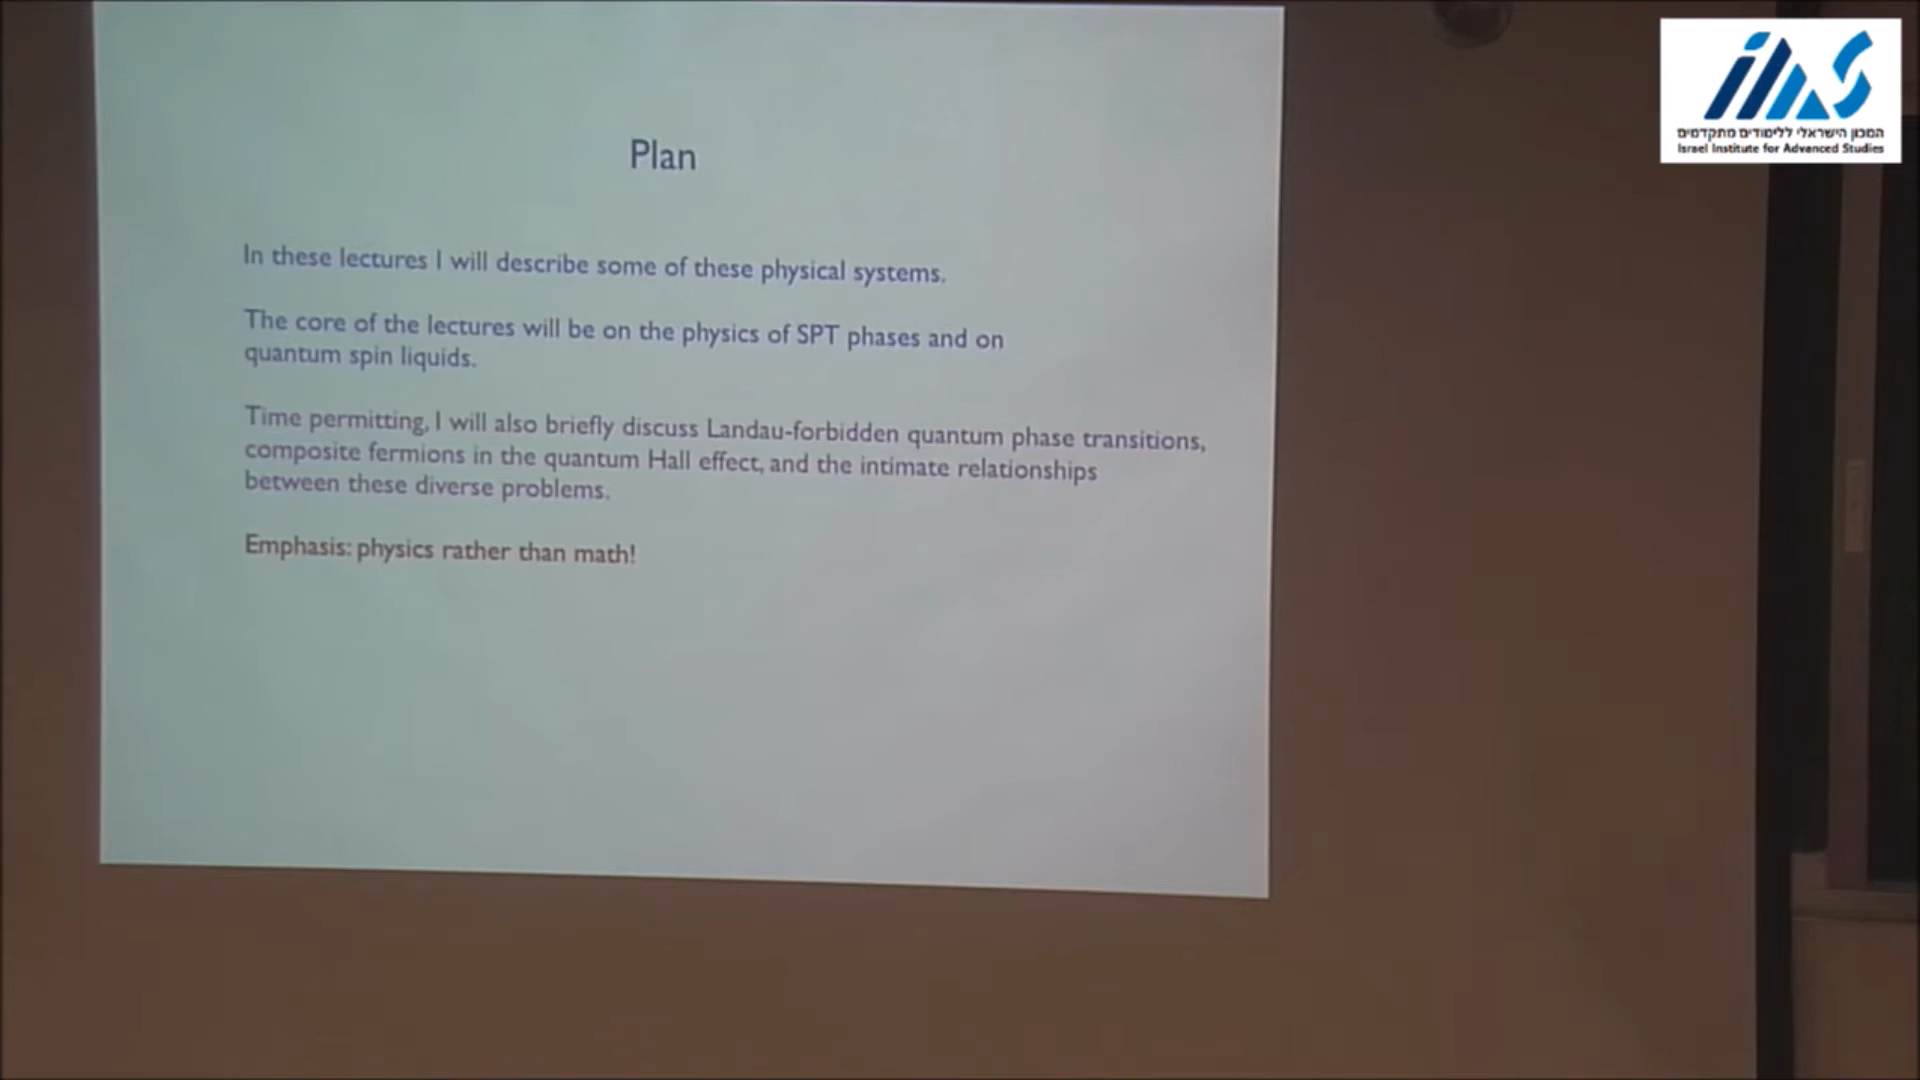 Plan
In these lectures I will describe some of these physical systems.
The core of the lectures will be on the physics of SPT phases and on
quantum spin liquids.
Time permitting, I will also briefly discuss Landau-forbidden quantum phase transitions,
composite fermions in the quantum Hall effect, and the intimate relationships
between these diverse problems.
Emphasis: physics rather than math!
iias
המכון הישראלי ללימודים מתקדמים
Israel Institute for Advanced Studies